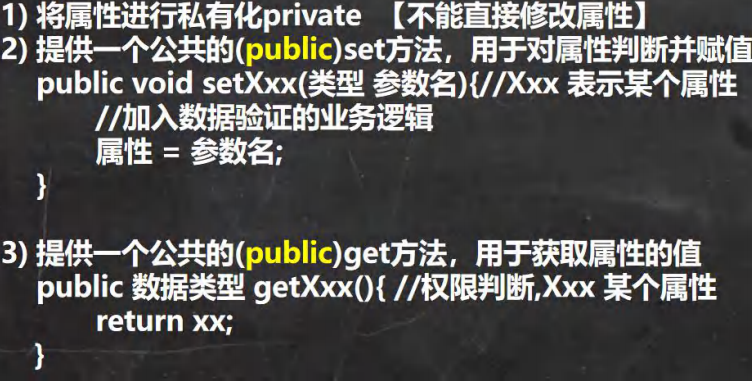 1) 将属性进行私有化private 【不能直接修改属性】
2) 提供一个公共的(public)set方法，用于对属性判断并赋值
public void setXxx(类型 参数名){//Xxx 表示某个属性
//加入数据验证的业务逻辑
属性 = 参数名;
}
3) 提供一个公共的(public)get方法，用于获取属性的值
public 数据类型 getXxx(){ //权限判断,Xxx 某个属性
return xx;
}